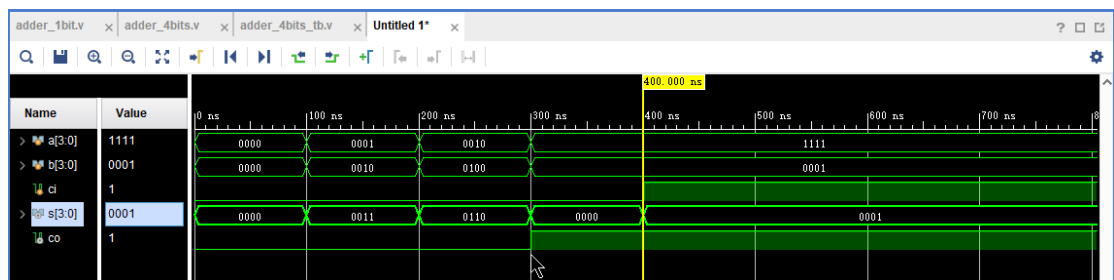 adder_1bit.v × adder_4bits.v × adder_4bits_tb.v × Untitled 1* ×
400.000 ns
Name Value 0 ns 100 ns 200 ns 300 ns 400 ns 500 ns 600 ns 700 ns 8
a[3:0] 1111 0000 0001 0010 1111
b[3:0] 0001 0000 0010 0100 0001
ci 1
s[3:0] 0001 0000 0011 0110 0000 0001
co 1